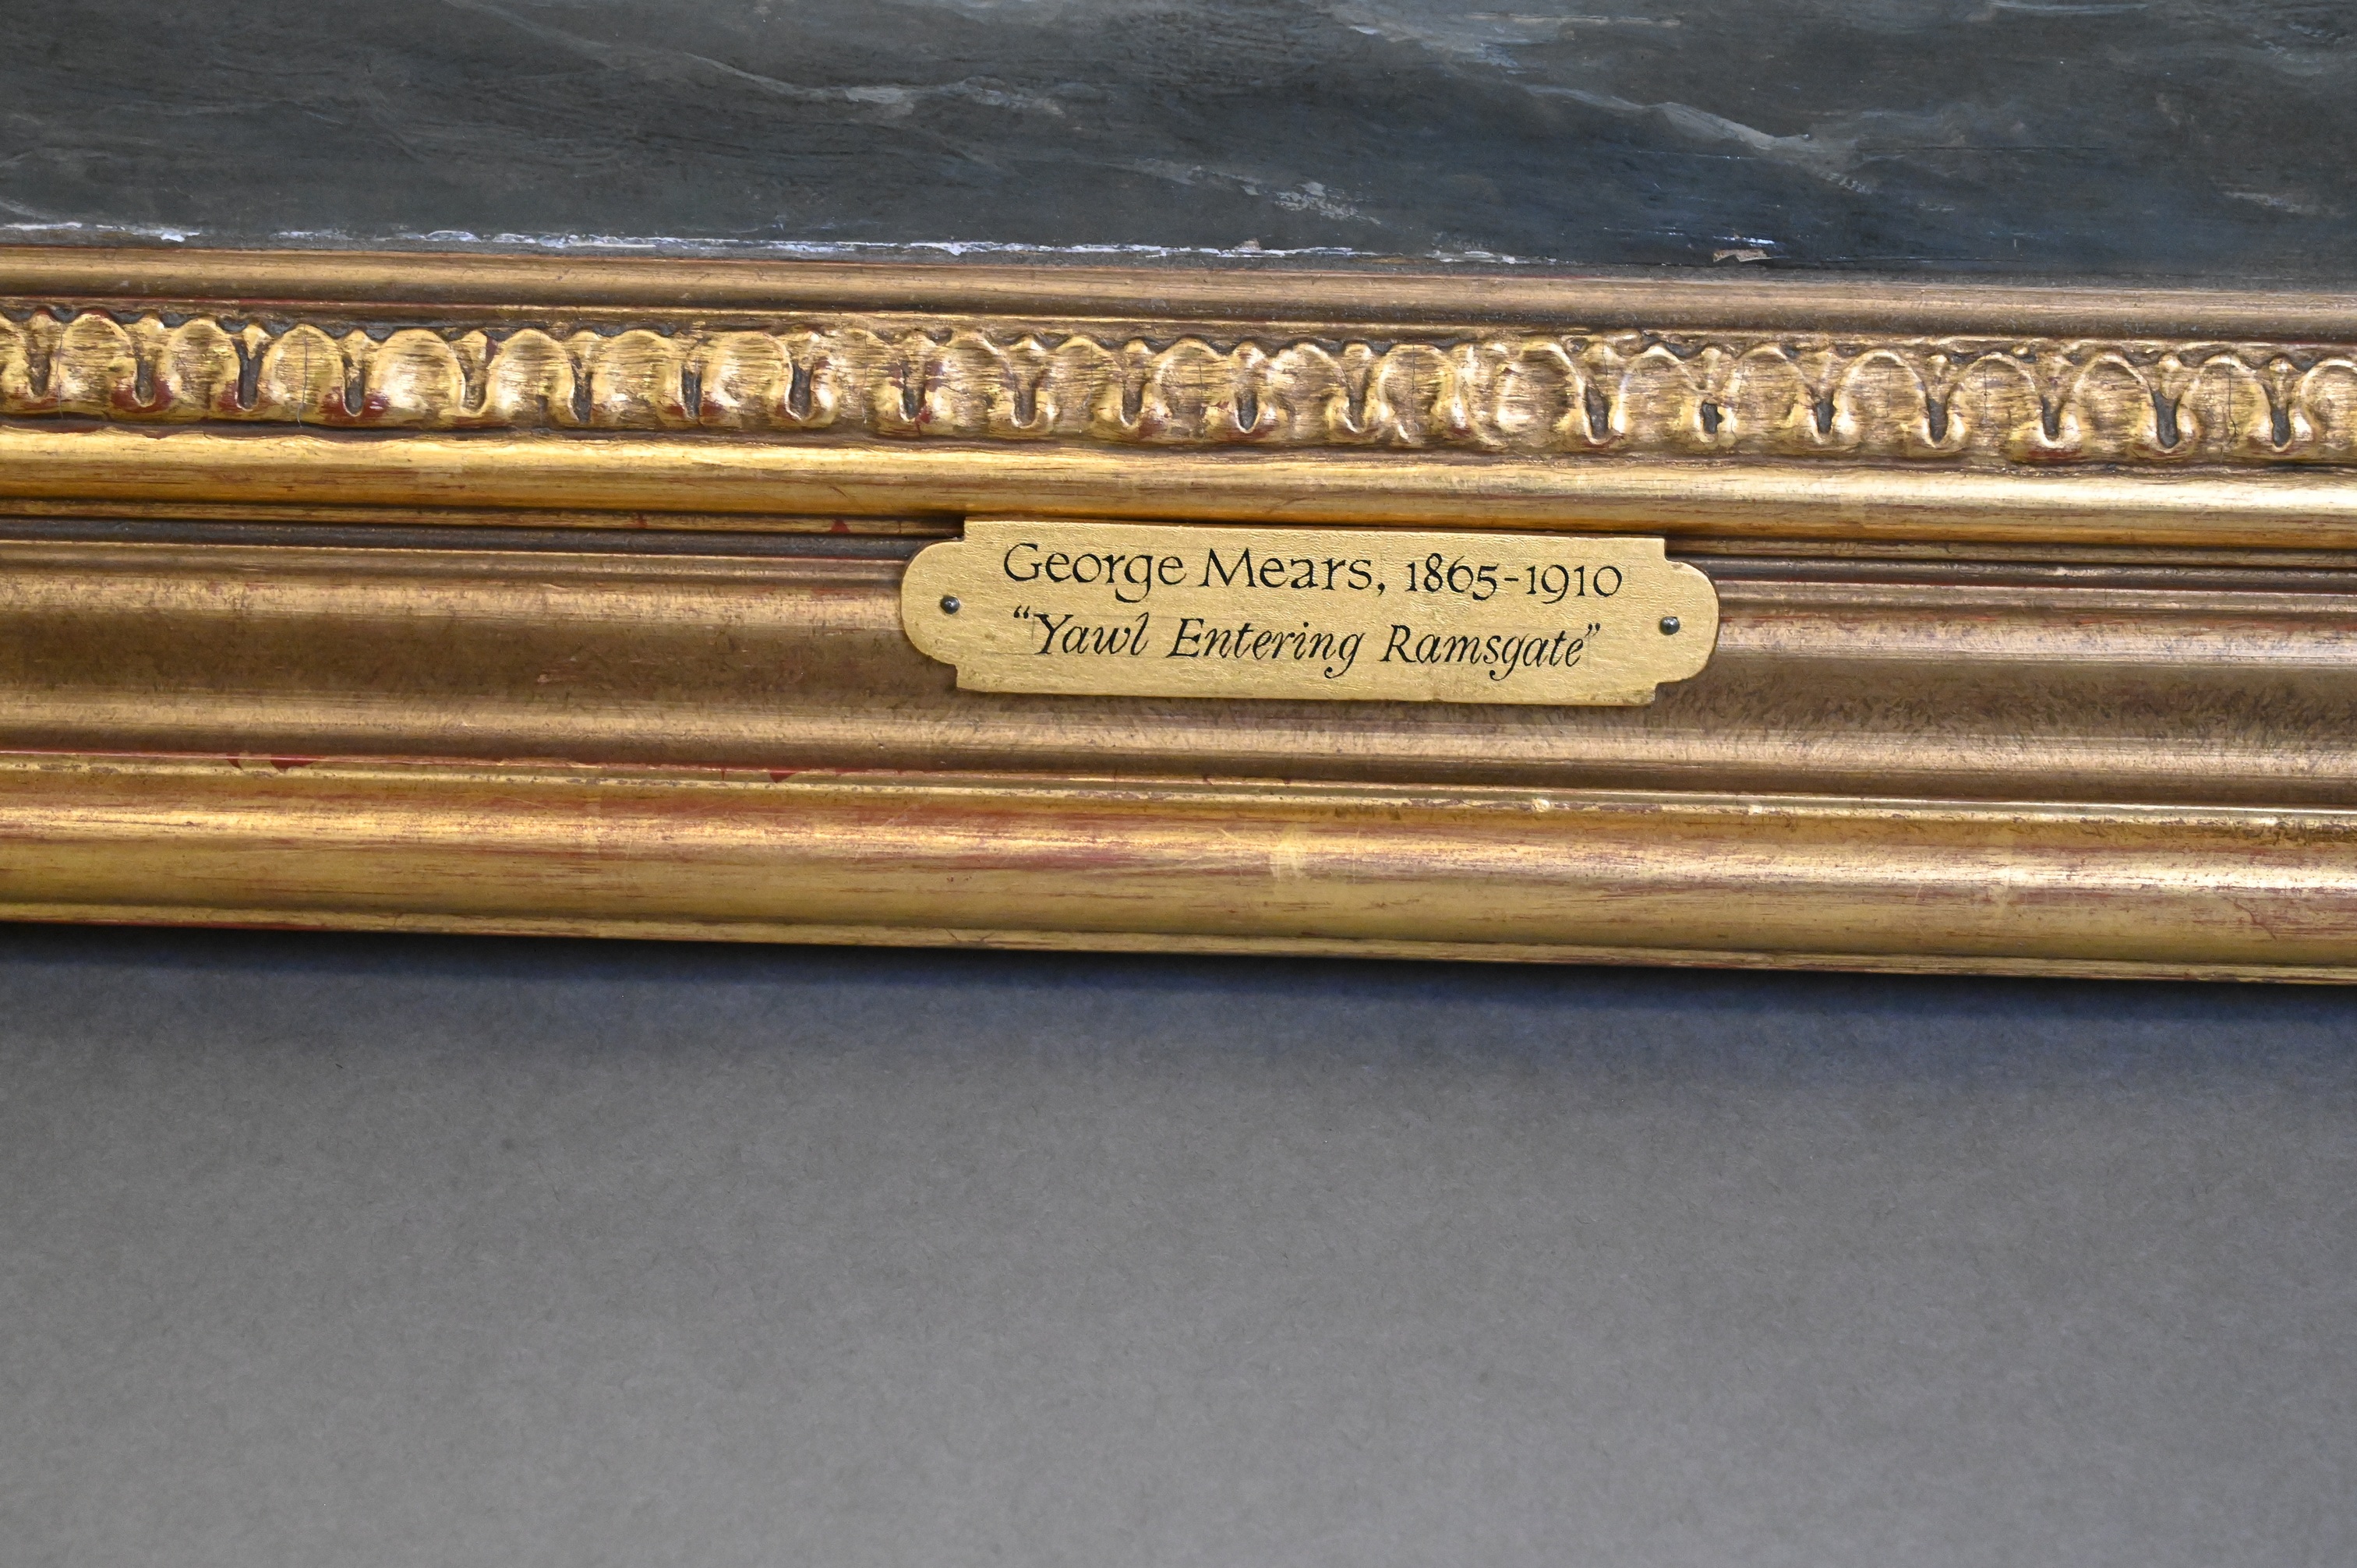 George Mears, 1865-1910
“Yawl Entering Ramsgate”